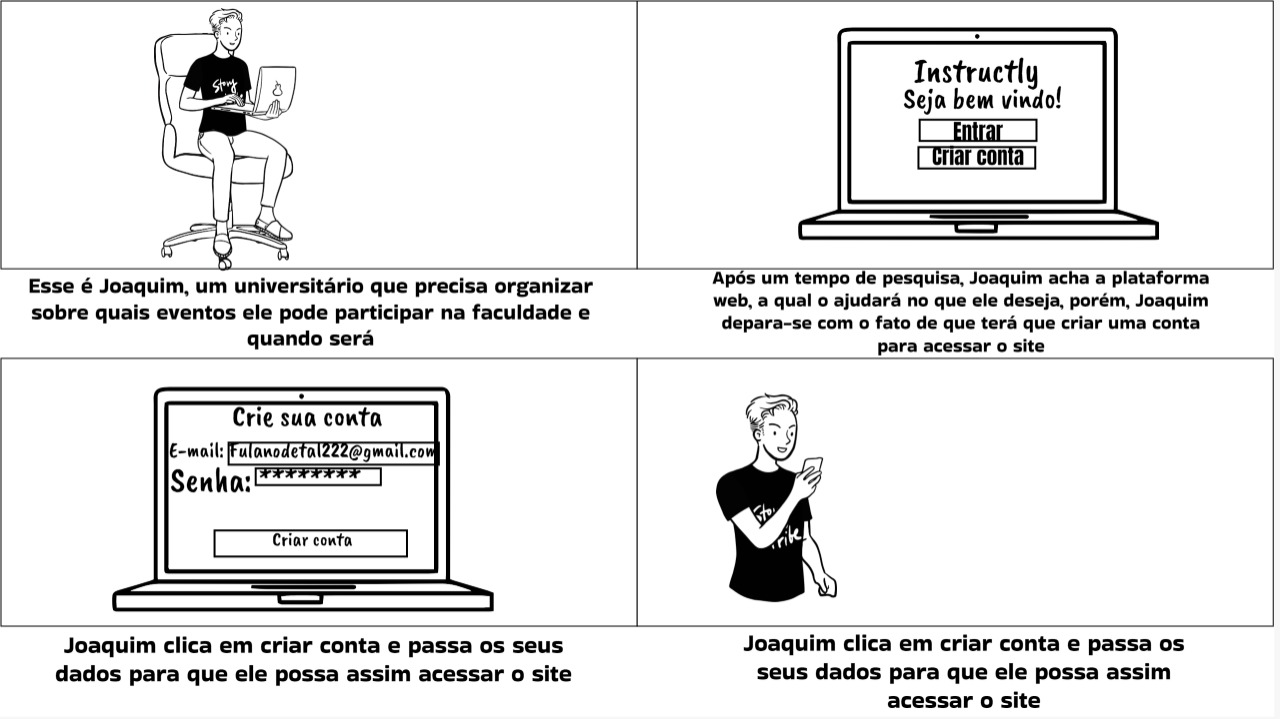 Story
Esse é Joaquim, um universitário que precisa organizar
sobre quais eventos ele pode participar na faculdade e
quando será
Instructly
Seja bem vindo!
Entrar
Criar conta
Após um tempo de pesquisa, Joaquim acha a plataforma
web, a qual o ajudará no que ele deseja, porém, Joaquim
depara-se com o fato de que terá que criar uma conta
para acessar o site
Crie sua conta
E-mail: Fulanodetal222@gmail.com
Senha: ********
Criar conta
Joaquim clica em criar conta e passa os seus
dados para que ele possa assim acessar o site
Joaquim clica em criar conta e passa os
seus dados para que ele possa assim
acessar o site